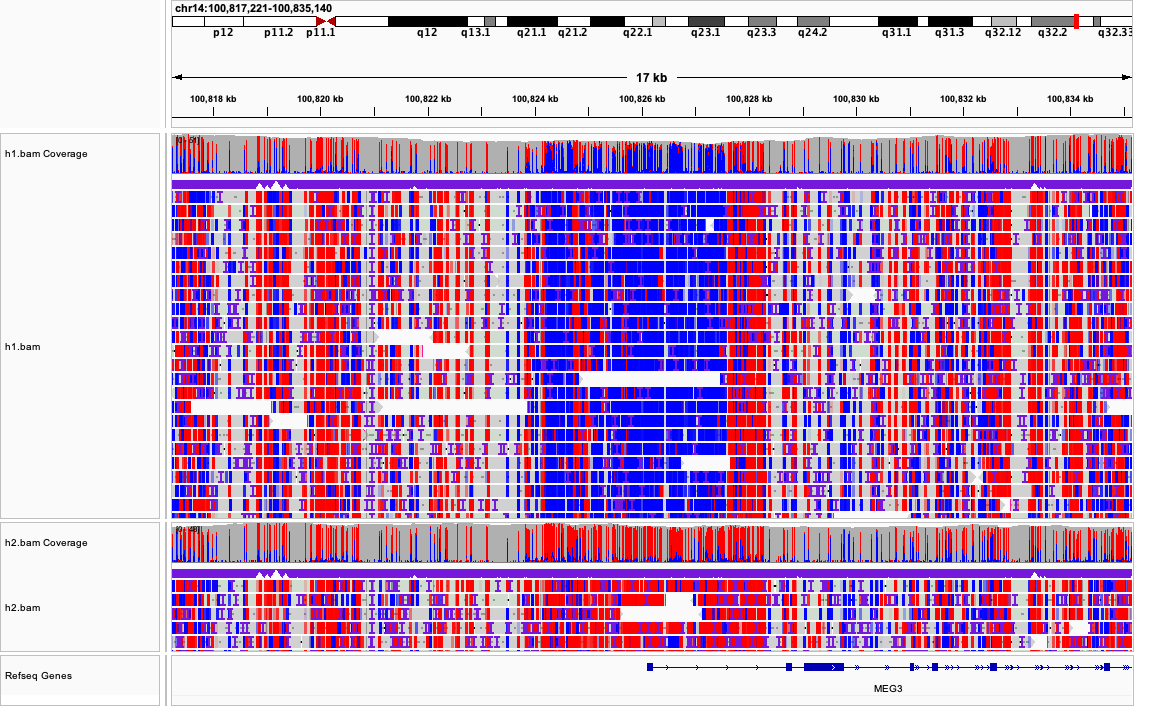 chr14:100,817,221-100,835,140
p12 p11.2 p11.1 q12 q13.1 q21.1 q21.2 q22.1 q23.1 q23.3 q24.2 q31.1 q31.3 q32.12 q32.2 q32.33
17 kb
100,818 kb 100,820 kb 100,822 kb 100,824 kb 100,826 kb 100,828 kb 100,830 kb 100,832 kb 100,834 kb
h1.bam Coverage
h1.bam
h2.bam Coverage
h2.bam
Refseq Genes
MEG3